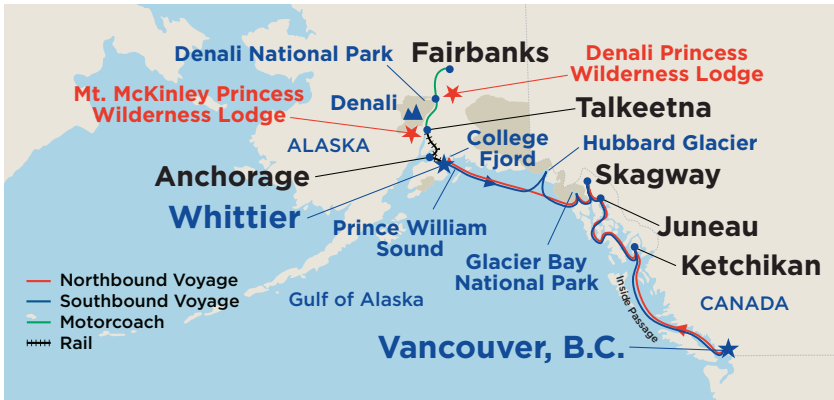 Denali National Park
Fairbanks
Denali Princess
Wilderness Lodge
Mt. McKinley Princess
Wilderness Lodge
Denali
Talkeetna
ALASKA
College
Fjord
Hubbard Glacier
Anchorage
Skagway
Whittier
Prince William
Sound
Juneau
Glacier Bay
National Park
Ketchikan
Northbound Voyage
Southbound Voyage
Motorcoach
Rail
Gulf of Alaska
Inside Passage
CANADA
Vancouver, B.C.